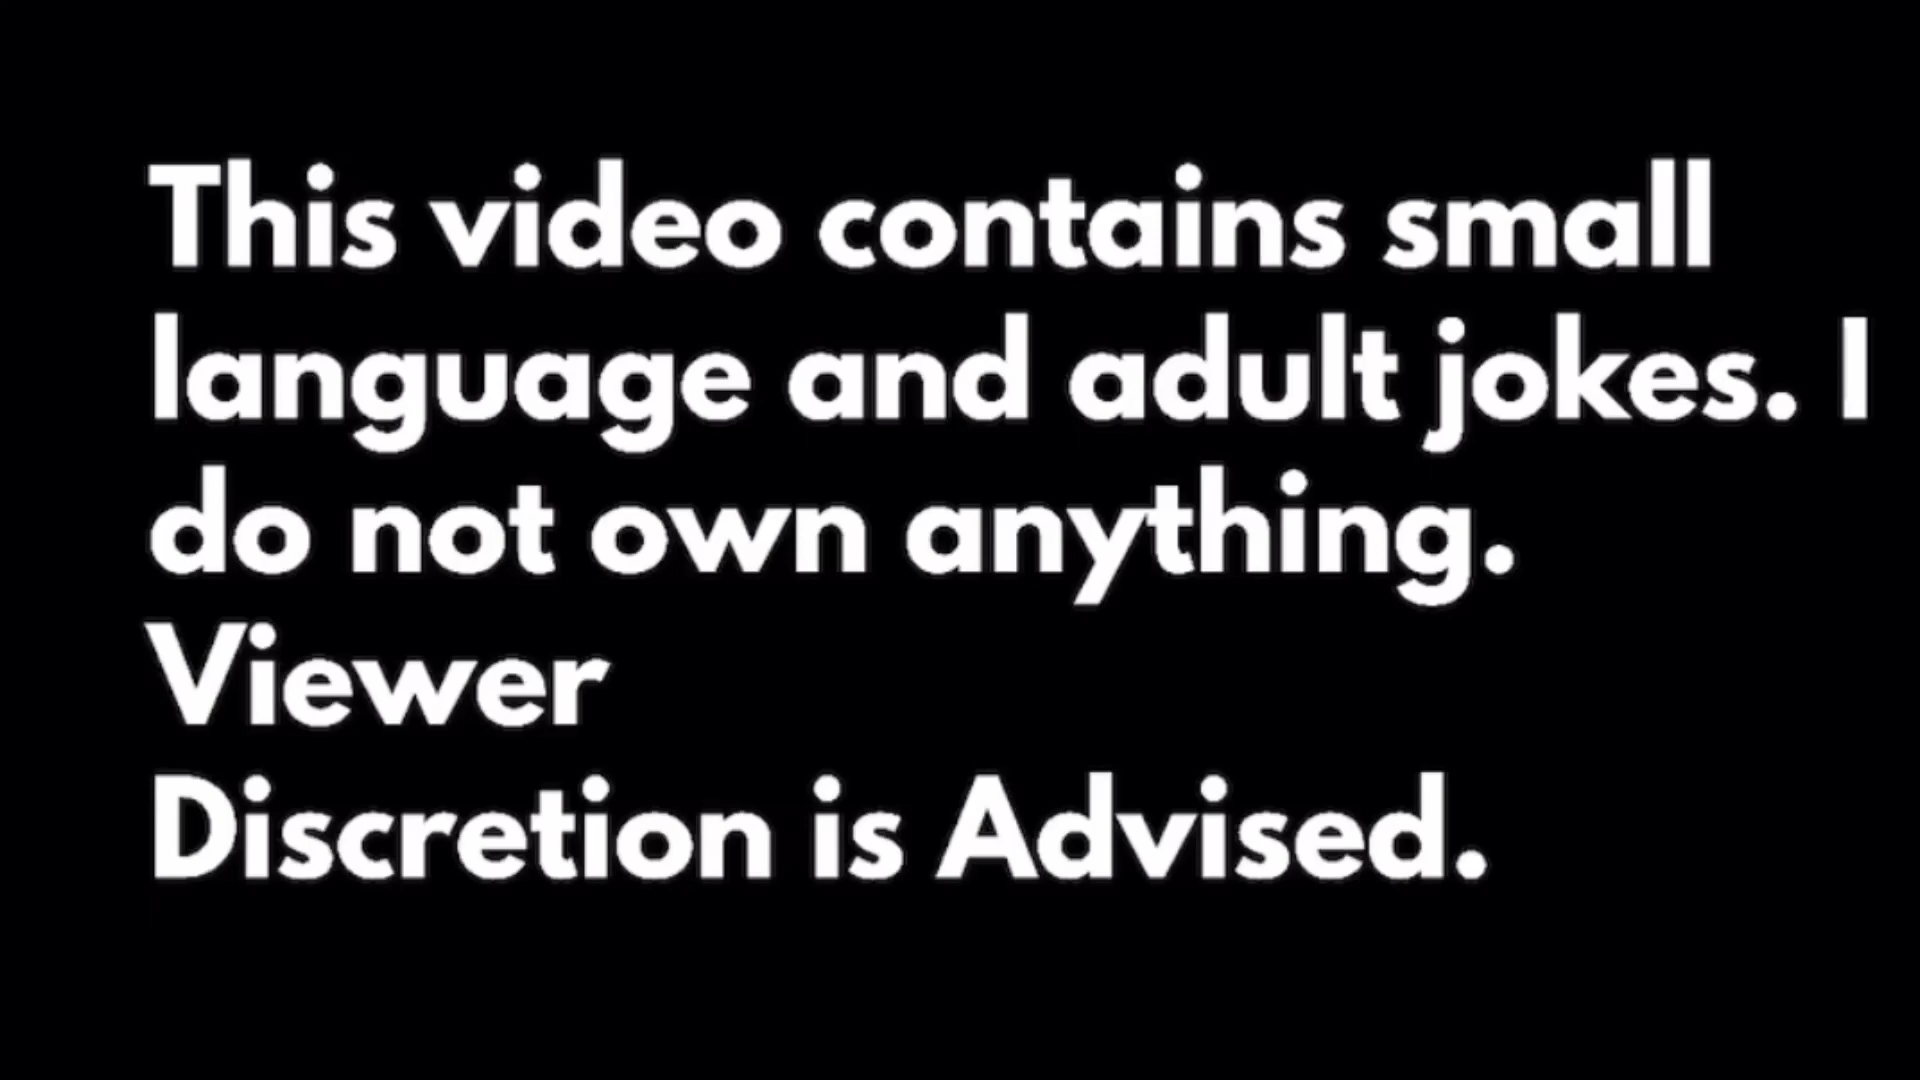 This video contains small
language and adult jokes. I
do not own anything.
Viewer
Discretion is Advised.